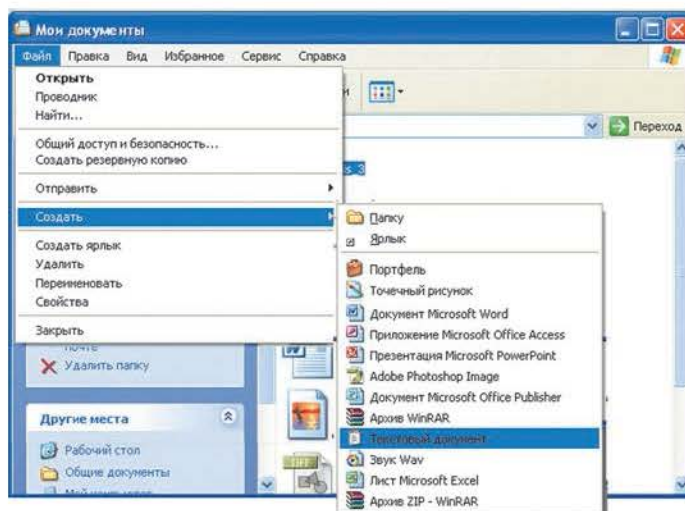 Мои документы
Файл Правка Вид Избранное Сервис Справка
Открыть
Проводник
Найти...
Общий доступ и безопасность...
Создать резервную копию
Отправить
Создать
Создать ярлык
Удалить
Переименовать
Свойства
Закрыть
Переход
s 3
Папку
Ярлык
Портфель
Точечный рисунок
Документ Microsoft Word
Приложение Microsoft Office Access
Презентация Microsoft PowerPoint
Adobe Photoshop Image
Документ Microsoft Office Publisher
Архив WinRAR
Текстовый документ
Звук Wav
Лист Microsoft Excel
Архив ZIP - WinRAR
почте
Удалить папку
Другие места
Рабочий стол
Общие документы